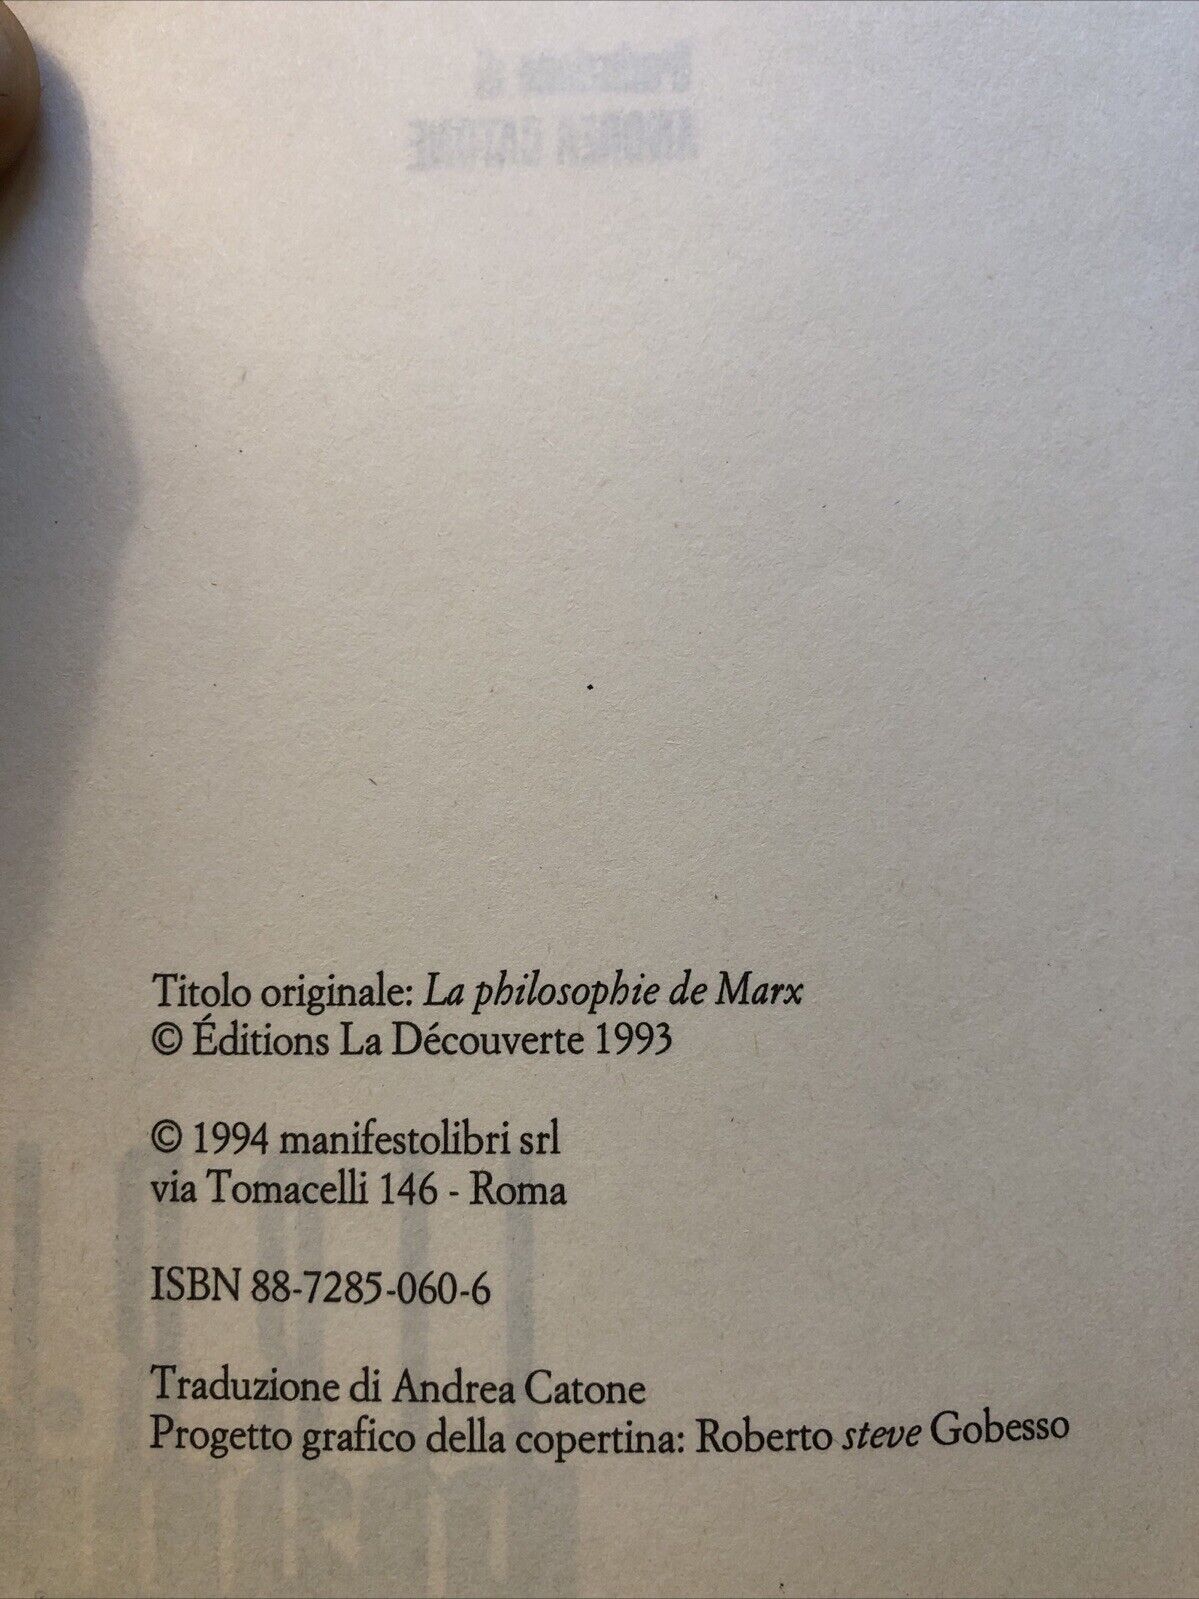 Titolo originale: La philosophie de Marx
© Éditions La Découverte 1993
© 1994 manifestolibri srl
via Tomacelli 146 - Roma
ISBN 88-7285-060-6
Traduzione di Andrea Catone
Progetto grafico della copertina: Roberto steve Gobesso